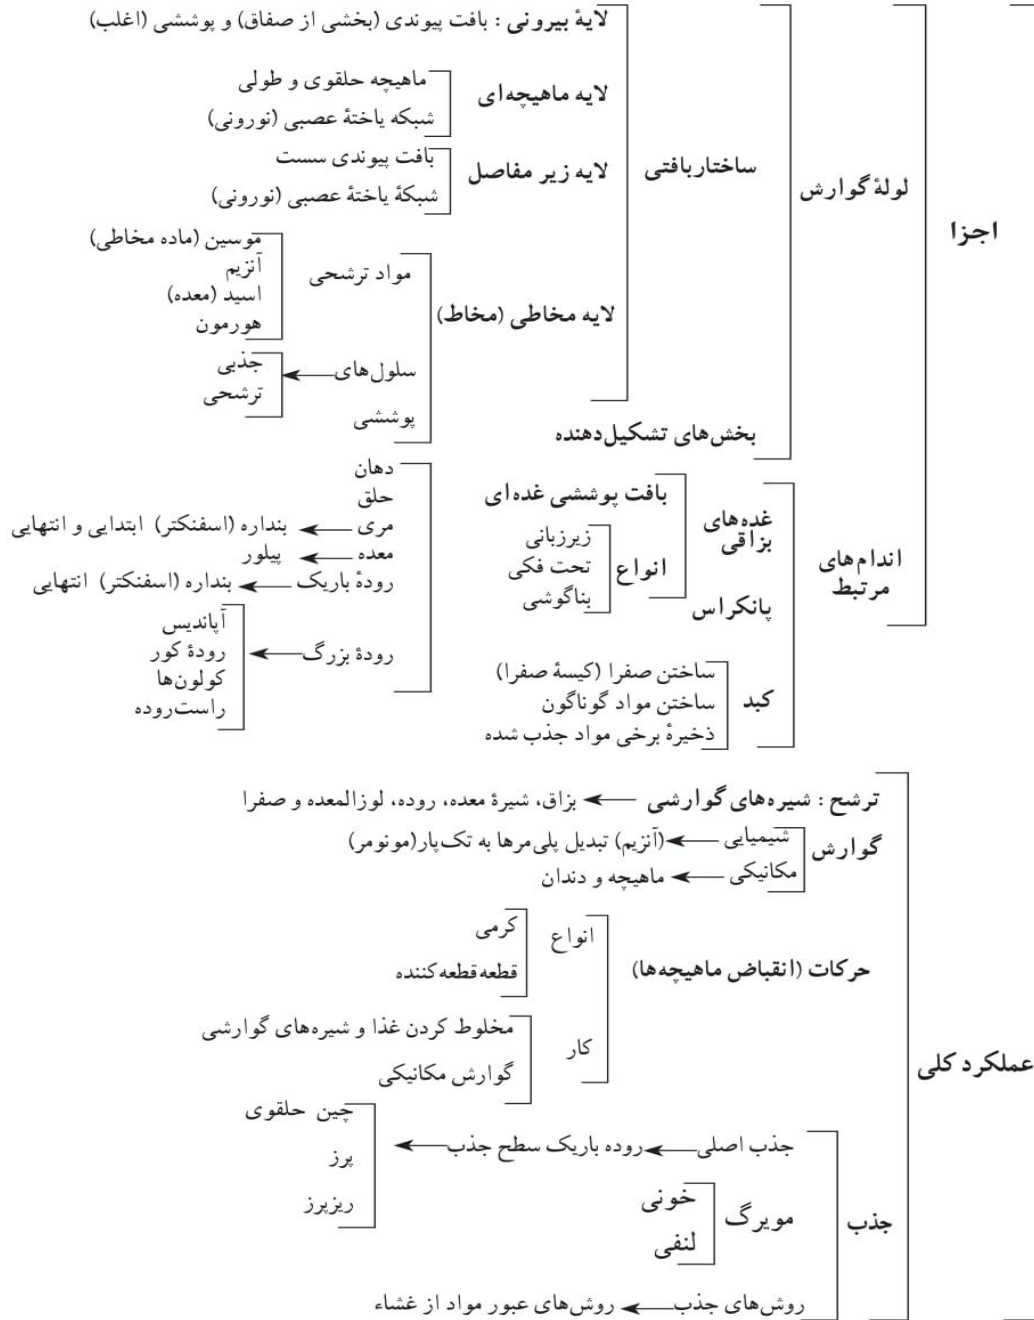 اجزا
لولهٔ گوارش
ساختار بافتی
لایهٔ بیرونی : بافت پیوندی (بخشی از صفاق) و پوششی (اغلب)
لایه ماهیچه‌ای
ماهیچه حلقوی و طولی
شبکه یاختهٔ عصبی (نورونی)
لایه زیر مفاصل
بافت پیوندی سست
شبکهٔ یاختهٔ عصبی (نورونی)
لایه مخاطی (مخاط)
مواد ترشحی
موسین (ماده مخاطی)
آنزیم
اسید (معده)
هورمون
سلول‌های
پوششی
جذبی
ترشحی
بخش‌های تشکیل‌دهنده
دهان
حلق
مری ← بنداره (اسفنکتر) ابتدایی و انتهایی
معده ← پیلور
رودهٔ باریک ← بنداره (اسفنکتر) انتهایی
رودهٔ بزرگ ←
آپاندیس
رودهٔ کور
کولون‌ها
راست‌روده
اندام‌های
مرتبط
غده‌های
بزاقی
بافت پوششی غده‌ای
انواع
زیرزبانی
تحت فکی
بناگوشی
پانکراس
کبد
ساختن صفرا (کیسهٔ صفرا)
ساختن مواد گوناگون
ذخیرهٔ برخی مواد جذب شده
عملکرد کلی
ترشح : شیره‌های گوارشی ← بزاق، شیرهٔ معده، روده، لوزالمعده و صفرا
گوارش
شیمیایی ← (آنزیم) تبدیل پلی‌مرها به تک‌پار(مونومر)
مکانیکی ← ماهیچه و دندان
حرکات (انقباض ماهیچه‌ها)
انواع
کرمی
قطعه‌قطعه‌کننده
کار
مخلوط کردن غذا و شیره‌های گوارشی
گوارش مکانیکی
جذب
جذب اصلی ← روده باریک سطح جذب ←
چین حلقوی
پرز
ریزپرز
مویرگ
خونی
لنفی
روش‌های جذب ← روش‌های عبور مواد از غشاء